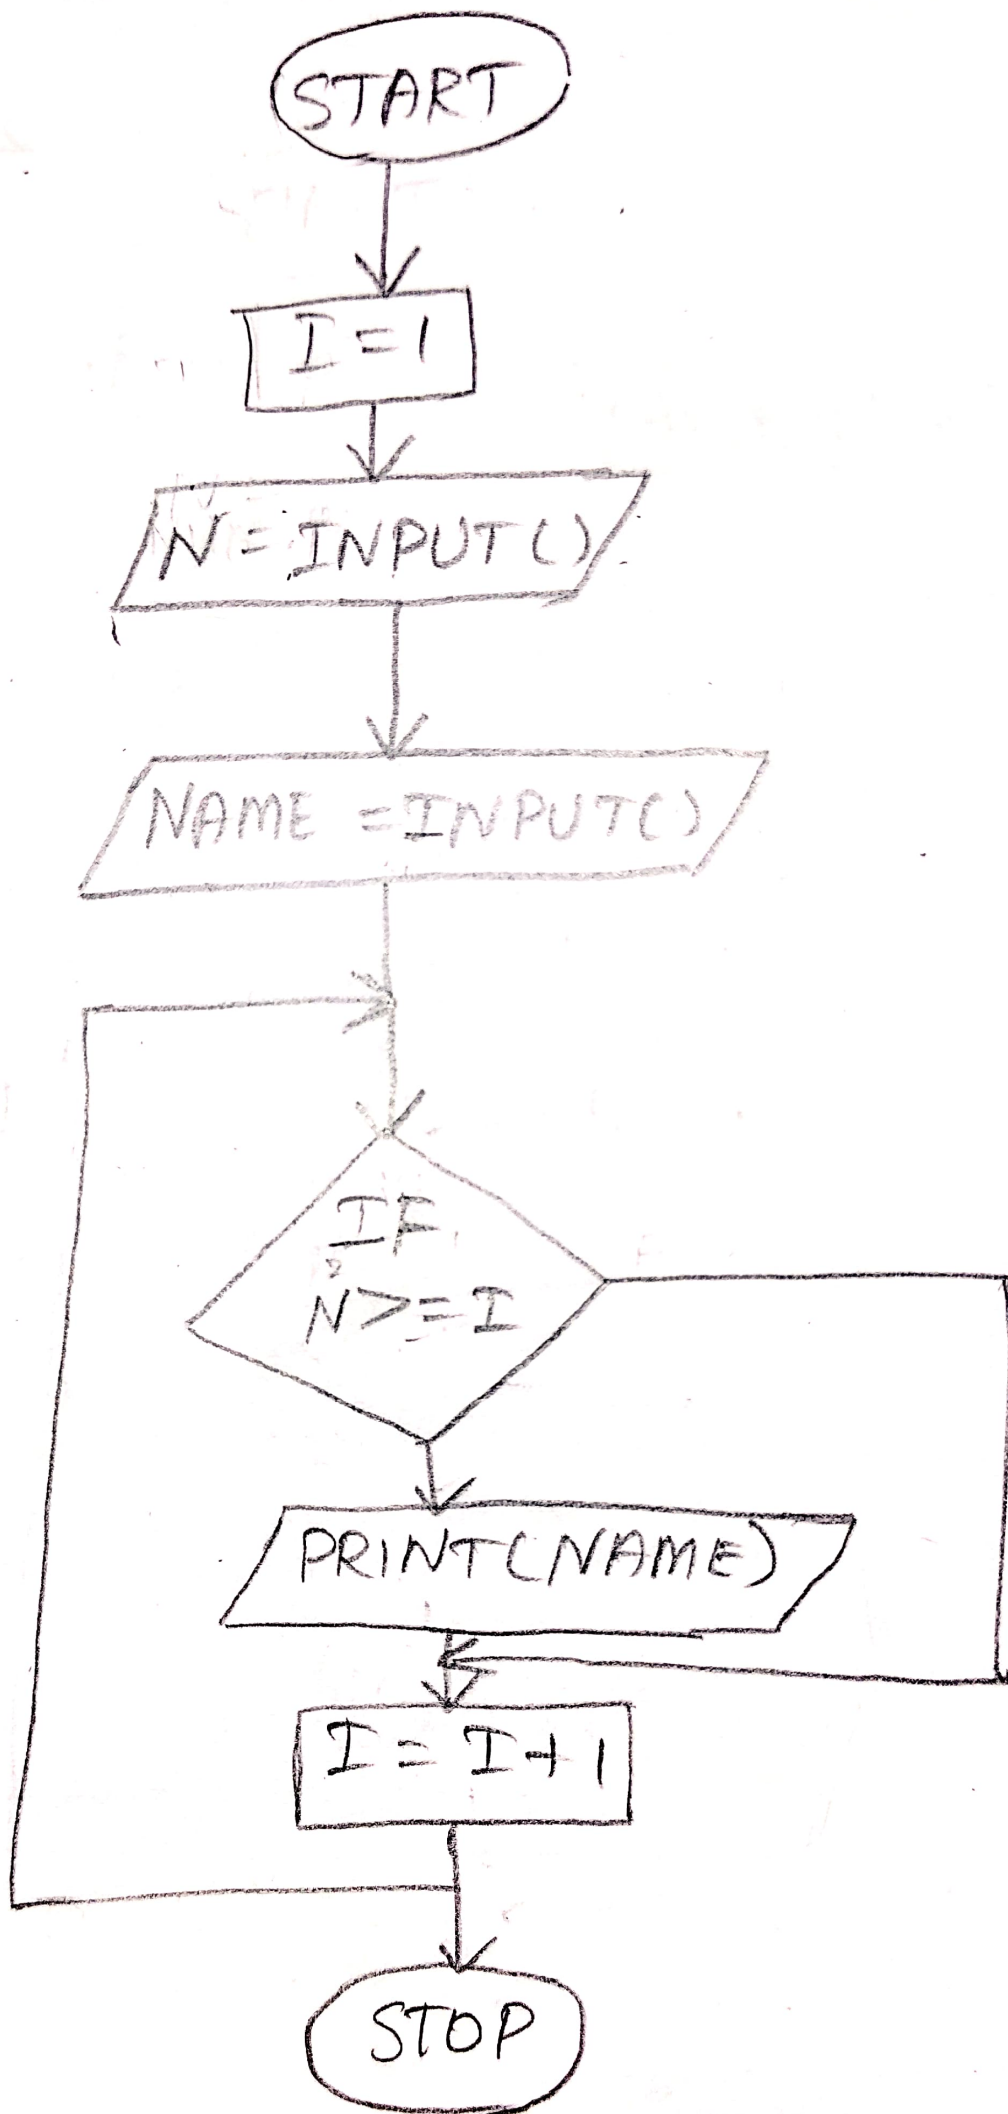 START
I = 1
N = INPUT()
NAME = INPUT()
IF
N >= I
PRINT(NAME)
I = I + 1
STOP